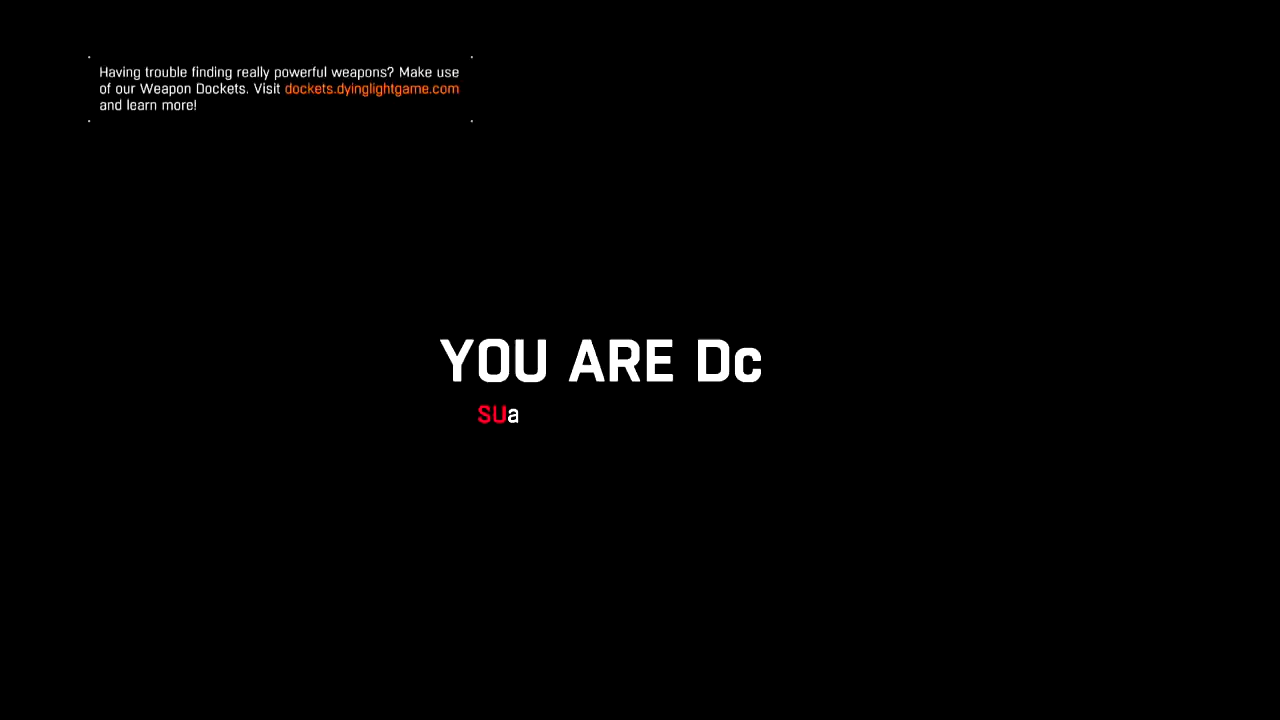 Having trouble finding really powerful weapons? Make use
of our Weapon Dockets. Visit dockets.dyinglightgame.com
and learn more!
YOU ARE Dc
SUa